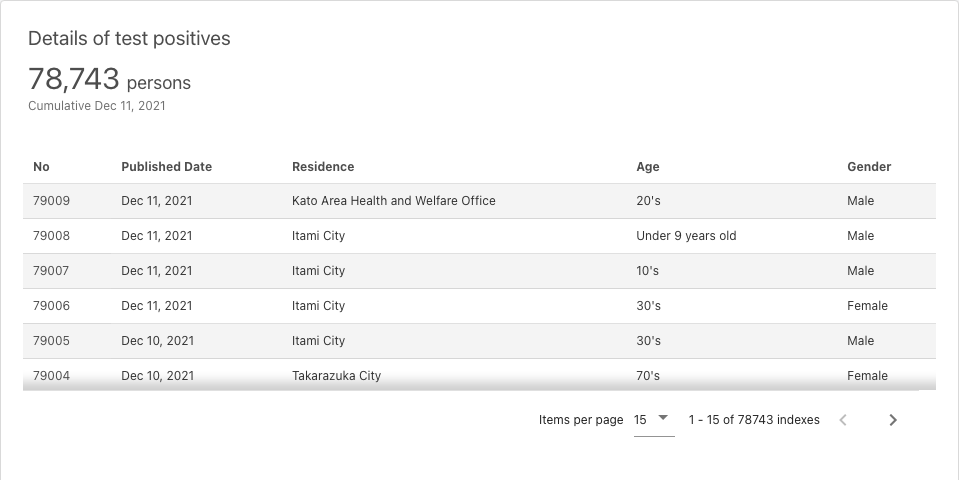 Details of test positives
78,743 persons
Cumulative Dec 11, 2021
No Published Date Residence Age Gender
79009 Dec 11, 2021 Kato Area Health and Welfare Office 20's Male
79008 Dec 11, 2021 Itami City Under 9 years old Male
79007 Dec 11, 2021 Itami City 10's Male
79006 Dec 11, 2021 Itami City 30's Female
79005 Dec 10, 2021 Itami City 30's Male
79004 Dec 10, 2021 Takarazuka City 70's Female
Items per page 15 1 - 15 of 78743 indexes